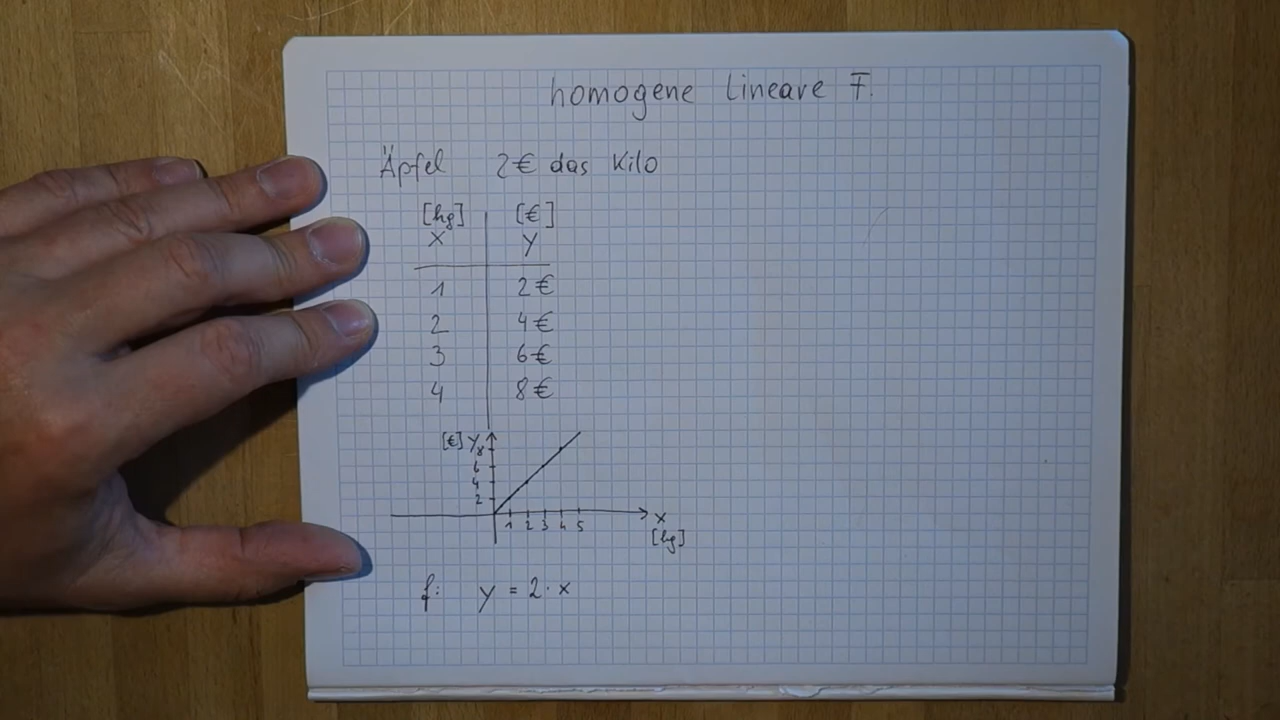 homogene lineare F.
Äpfel 2€ das Kilo
[kg] [€]
x y
1 2€
2 4€
3 6€
4 8€
[€] y
8
6
4
2
1 2 3 4 5 x
[kg]
f: y = 2·x